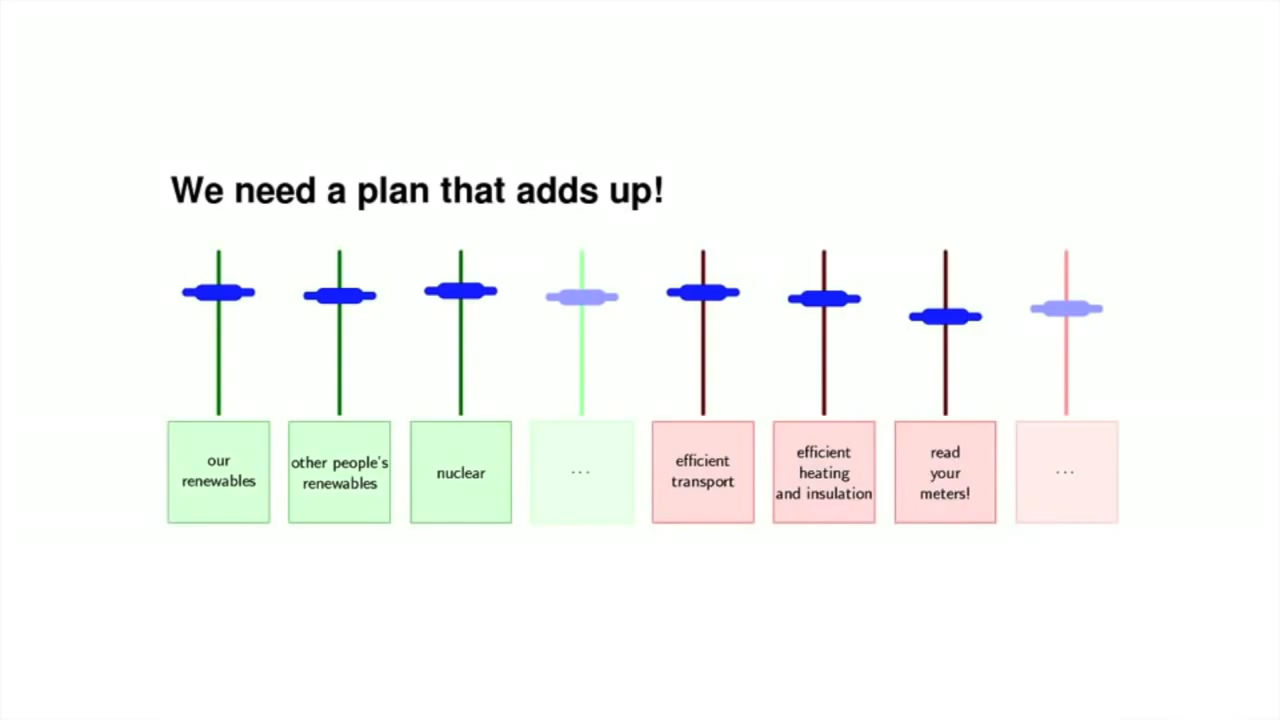 We need a plan that adds up!
our
renewables
other people's
renewables
nuclear
...
efficient
transport
efficient
heating
and insulation
read
your
meters!
...